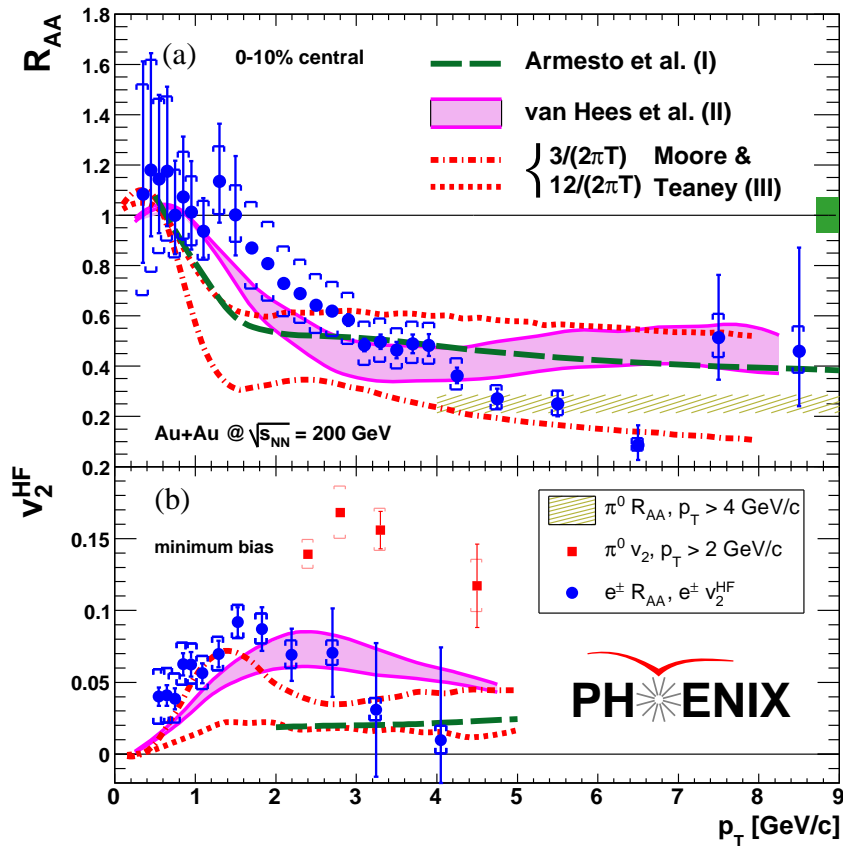 R_AA
1.8
1.6
1.4
1.2
1
0.8
0.6
0.4
0.2
0
(a)
0-10% central
Armesto et al. (I)
van Hees et al. (II)
3/(2πT) Moore &
12/(2πT) Teaney (III)
Au+Au @ √s_NN = 200 GeV
v_2^HF
0.2
0.15
0.1
0.05
0
(b)
minimum bias
π^0 R_AA, p_T > 4 GeV/c
π^0 v_2, p_T > 2 GeV/c
e^± R_AA, e^± v_2^HF
PHENIX
0 1 2 3 4 5 6 7 8 9
p_T [GeV/c]